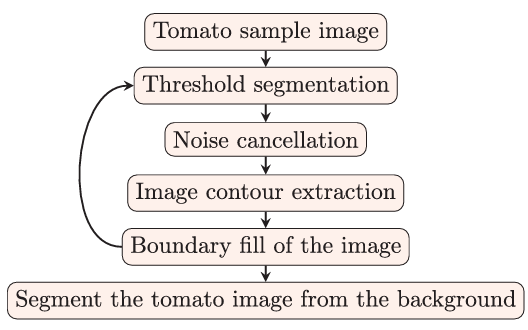 Tomato sample image
Threshold segmentation
Noise cancellation
Image contour extraction
Boundary fill of the image
Segment the tomato image from the background